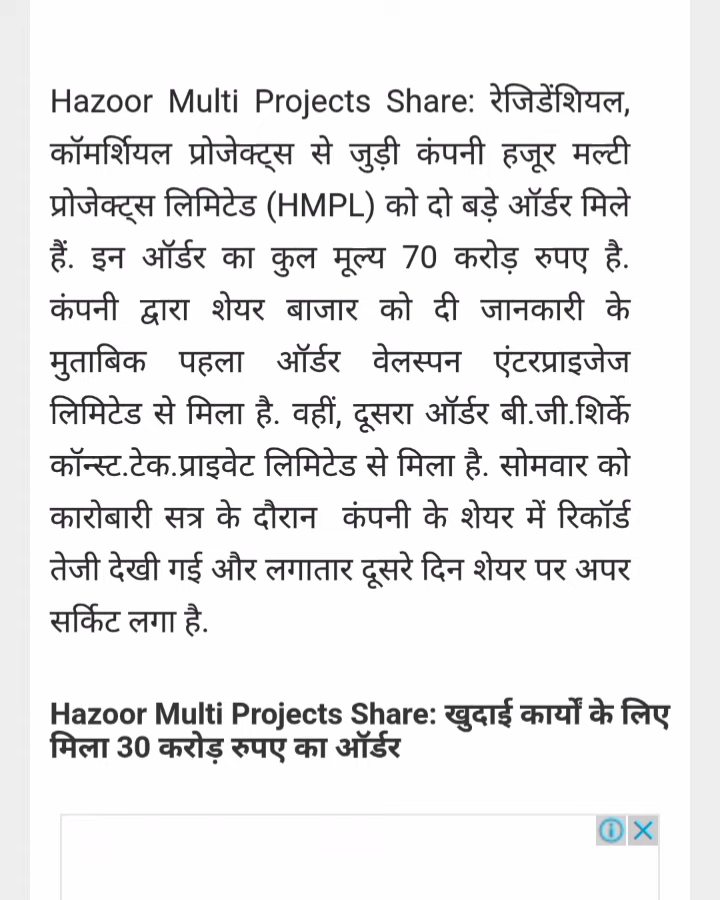 Hazoor Multi Projects Share: रेजिडेंशियल,
कॉमर्शियल प्रोजेक्ट्स से जुड़ी कंपनी हजूर मल्टी
प्रोजेक्ट्स लिमिटेड (HMPL) को दो बड़े ऑर्डर मिले
हैं. इन ऑर्डर का कुल मूल्य 70 करोड़ रुपए है.
कंपनी द्वारा शेयर बाजार को दी जानकारी के
मुताबिक पहला ऑर्डर वेलस्पन एंटरप्राइजेज
लिमिटेड से मिला है. वहीं, दूसरा ऑर्डर बी.जी.शिर्के
कॉन्स्ट.टेक.प्राइवेट लिमिटेड से मिला है. सोमवार को
कारोबारी सत्र के दौरान कंपनी के शेयर में रिकॉर्ड
तेजी देखी गई और लगातार दूसरे दिन शेयर पर अपर
सर्किट लगा है.
Hazoor Multi Projects Share: खुदाई कार्यों के लिए
मिला 30 करोड़ रुपए का ऑर्डर